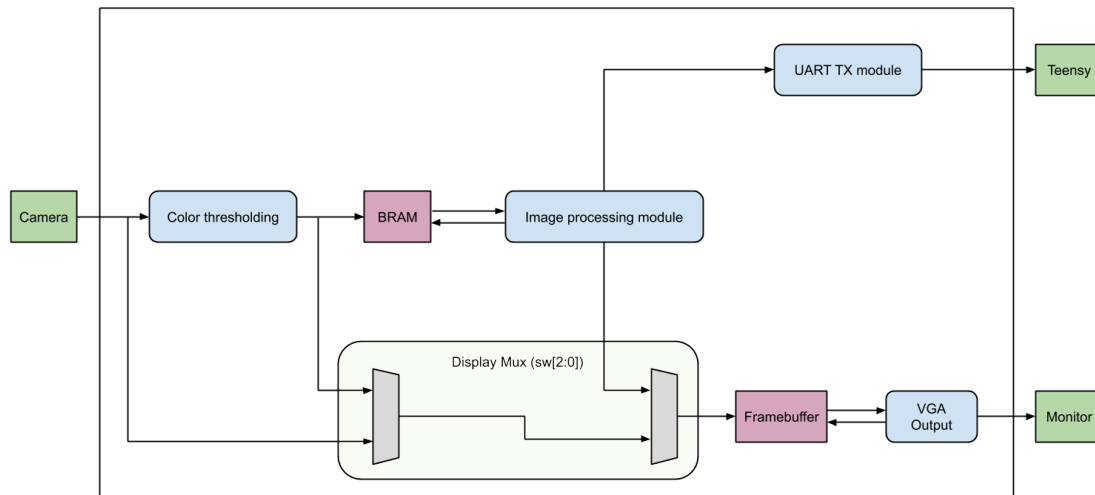 UART TX module
Teensy
Camera
Color thresholding
BRAM
Image processing module
Display Mux (sw[2:0])
Framebuffer
VGA
Output
Monitor